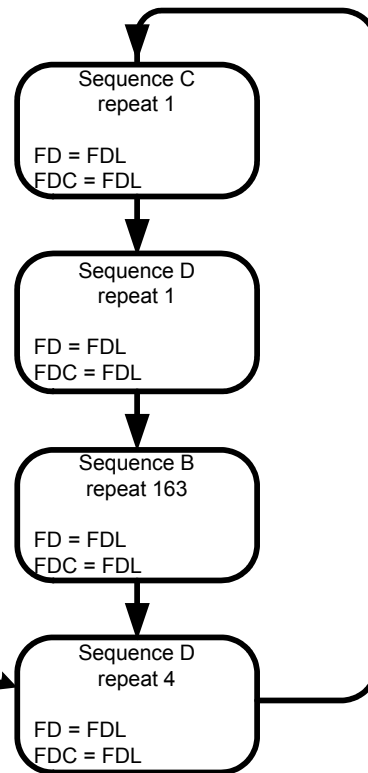 Sequence C
repeat 1
FD = FDL
FDC = FDL
Sequence D
repeat 1
FD = FDL
FDC = FDL
Sequence B
repeat 163
FD = FDL
FDC = FDL
Sequence D
repeat 4
FD = FDL
FDC = FDL